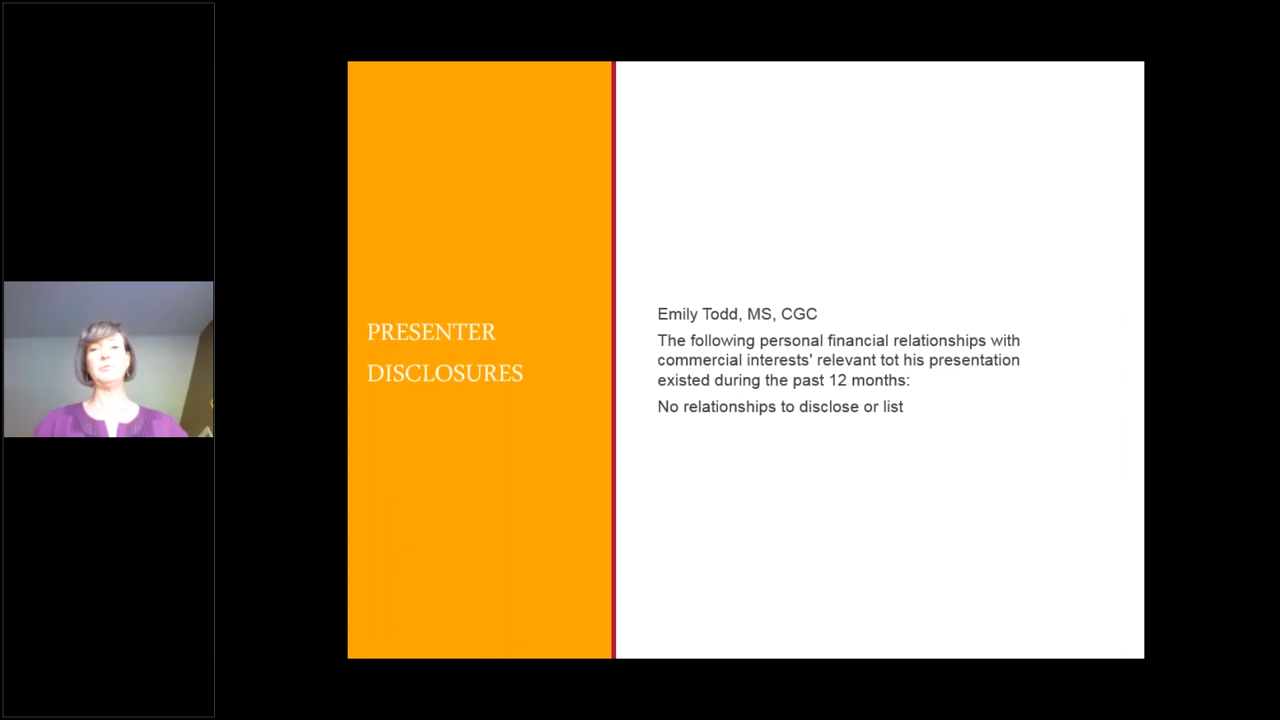 PRESENTER
DISCLOSURES
Emily Todd, MS, CGC
The following personal financial relationships with
commercial interests' relevant tot his presentation
existed during the past 12 months:
No relationships to disclose or list